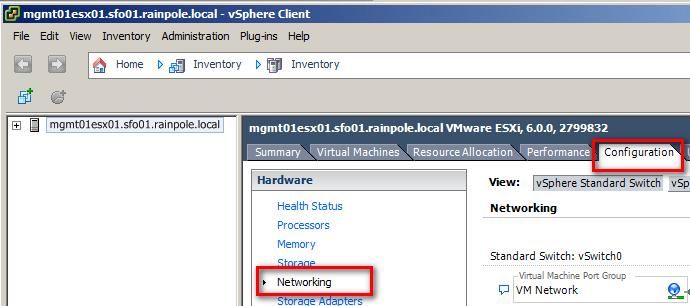 mgmt01esx01.sfo01.rainpole.local - vSphere Client
File Edit View Inventory Administration Plug-ins Help
Home Inventory Inventory
mgmt01esx01.sfo01.rainpole.local
mgmt01esx01.sfo01.rainpole.local VMware ESXi, 6.0.0, 2799832
Summary Virtual Machines Resource Allocation Performance Configuration
Hardware
Health Status
Processors
Memory
Storage
Networking
Storage Adapters
View: vSphere Standard Switch
Networking
Standard Switch: vSwitch0
Virtual Machine Port Group
VM Network